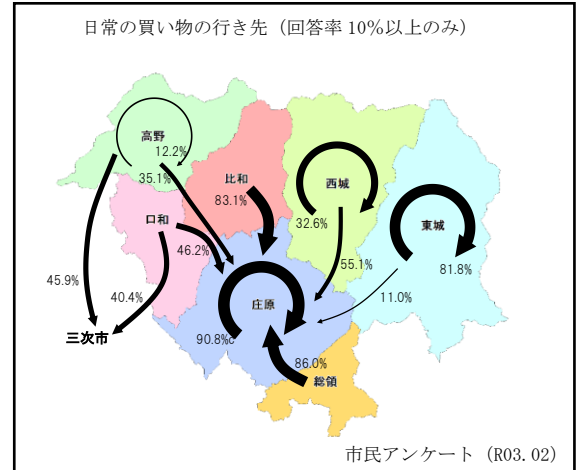 日常の買い物の行き先（回答率10％以上のみ）
高野
12.2%
35.1%
比和
83.1%
西城
32.6%
東城
81.8%
口和
46.2%
55.1%
11.0%
45.9%
40.4%
庄原
三次市
90.8%
86.0%
総領
市民アンケート（R03.02）